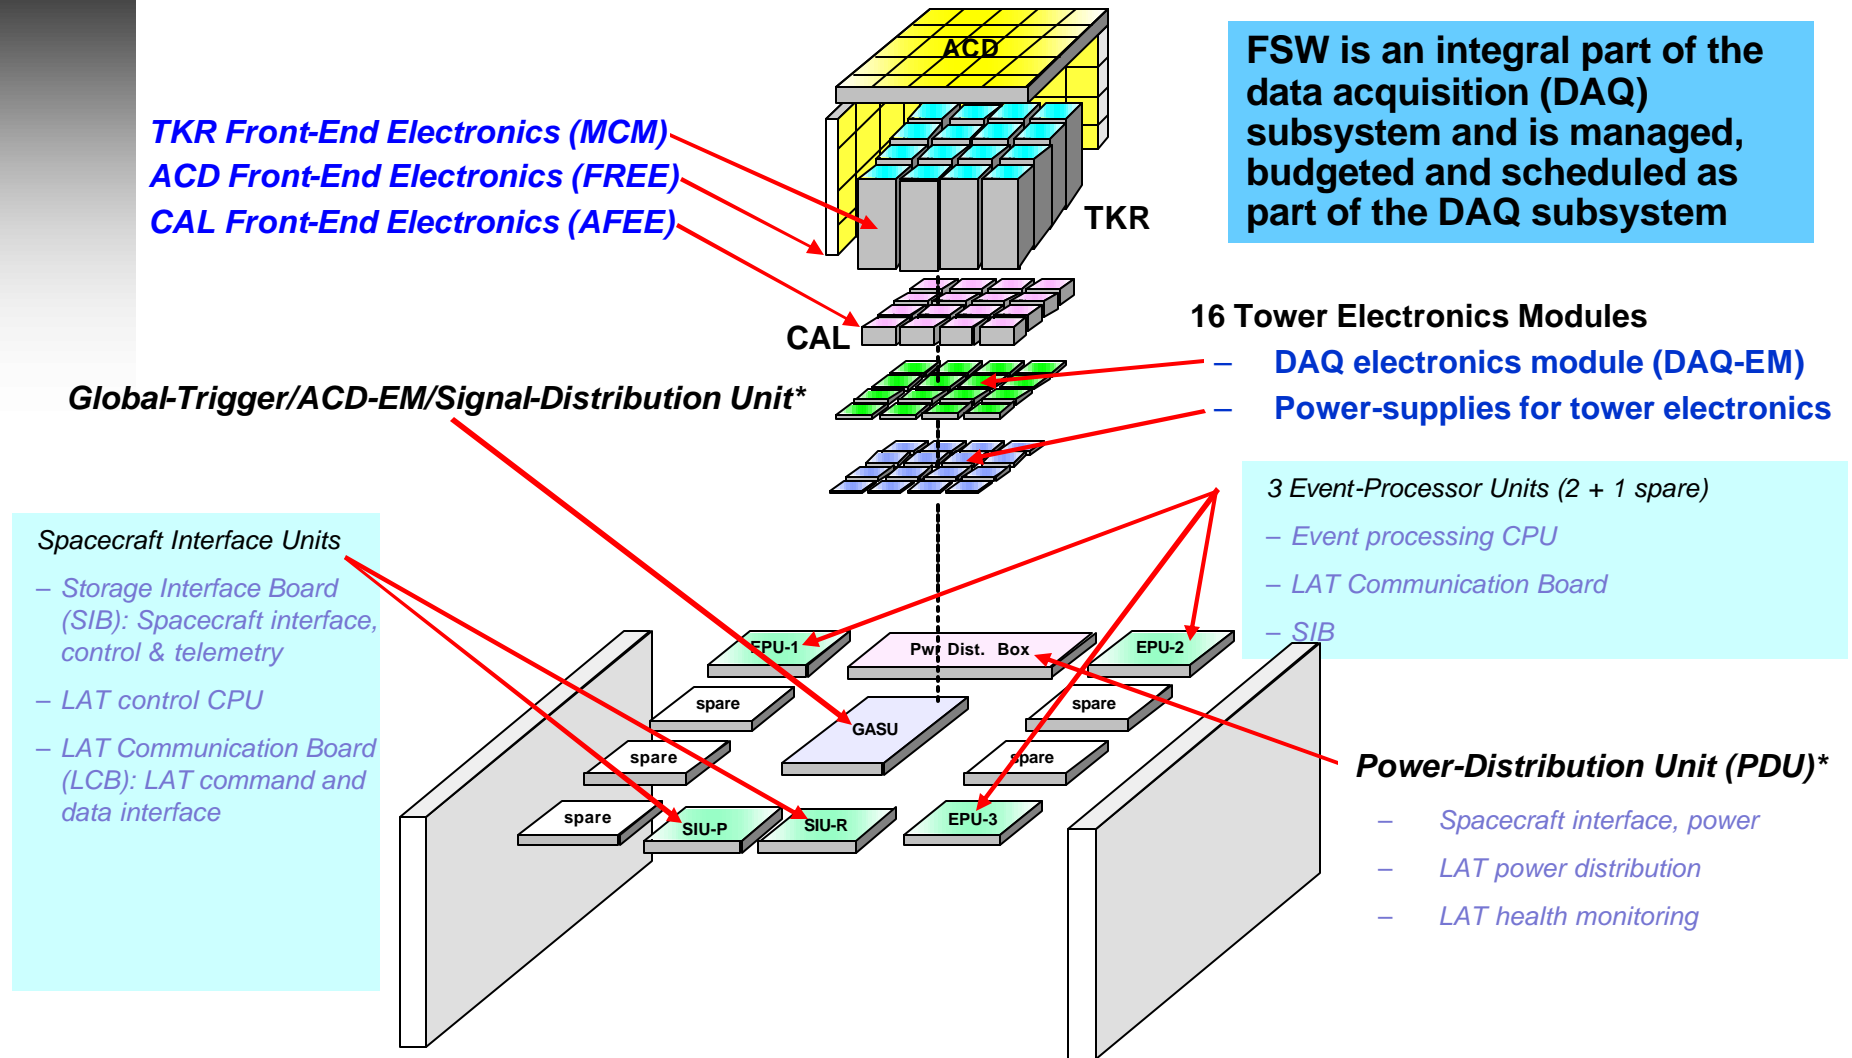 ACD
FSW is an integral part of the
data acquisition (DAQ)
subsystem and is managed,
budgeted and scheduled as
part of the DAQ subsystem
TKR Front-End Electronics (MCM)
ACD Front-End Electronics (FREE)
CAL Front-End Electronics (AFEE)
TKR
CAL
16 Tower Electronics Modules
– DAQ electronics module (DAQ-EM)
– Power-supplies for tower electronics
Global-Trigger/ACD-EM/Signal-Distribution Unit*
3 Event-Processor Units (2 + 1 spare)
– Event processing CPU
– LAT Communication Board
– SIB
Spacecraft Interface Units
– Storage Interface Board
(SIB): Spacecraft interface,
control & telemetry
– LAT control CPU
– LAT Communication Board
(LCB): LAT command and
data interface
EPU-1
Pwr Dist. Box
EPU-2
spare
spare
GASU
spare
spare
spare
SIU-P
SIU-R
EPU-3
Power-Distribution Unit (PDU)*
– Spacecraft interface, power
– LAT power distribution
– LAT health monitoring